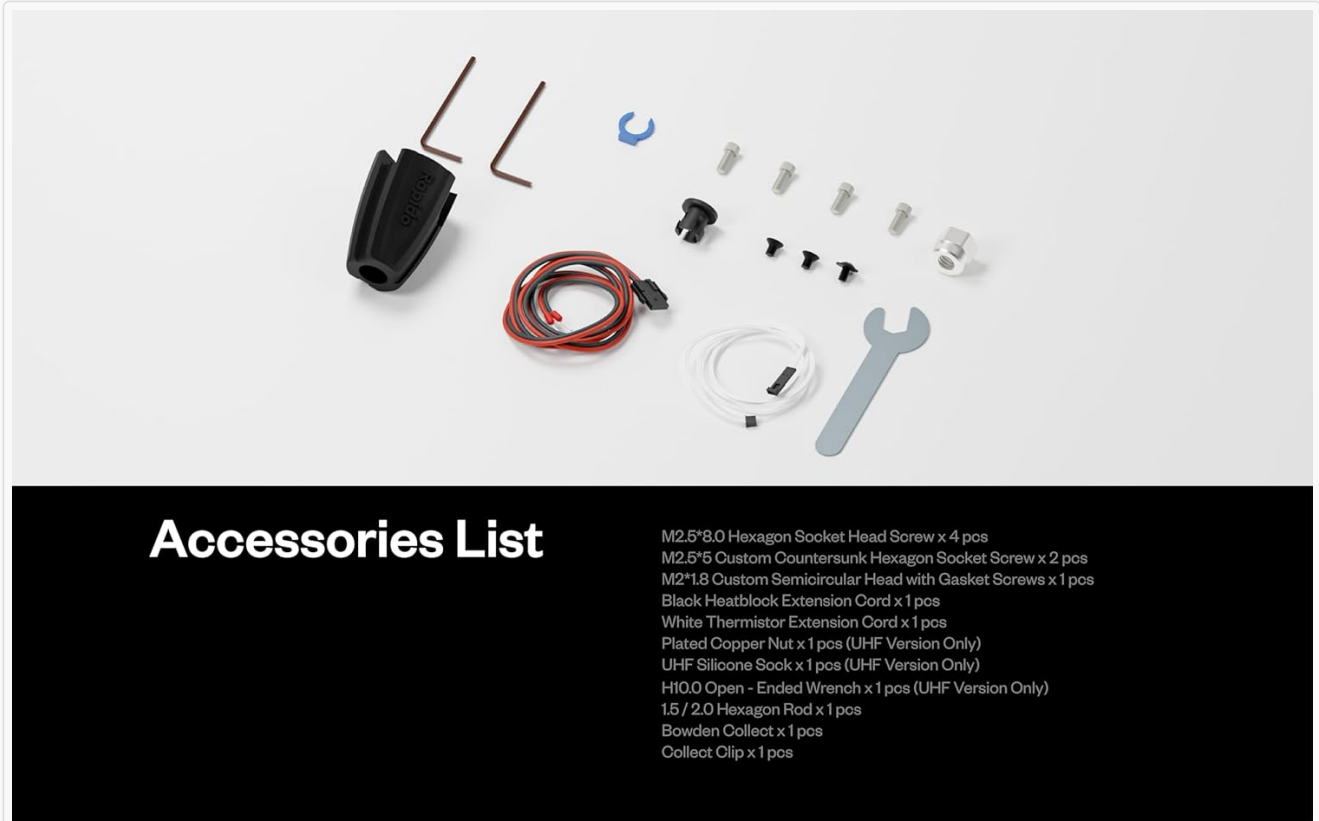 Rapido
Accessories List
M2.5*8.0 Hexagon Socket Head Screw x 4 pcs
M2.5*5 Custom Countersunk Hexagon Socket Screw x 2 pcs
M2*1.8 Custom Semicircular Head with Gasket Screws x 1 pcs
Black Heatblock Extension Cord x 1 pcs
White Thermistor Extension Cord x 1 pcs
Plated Copper Nut x 1 pcs (UHF Version Only)
UHF Silicone Sock x 1 pcs (UHF Version Only)
H10.0 Open - Ended Wrench x 1 pcs (UHF Version Only)
1.5 / 2.0 Hexagon Rod x 1 pcs
Bowden Collect x 1 pcs
Collect Clip x 1 pcs